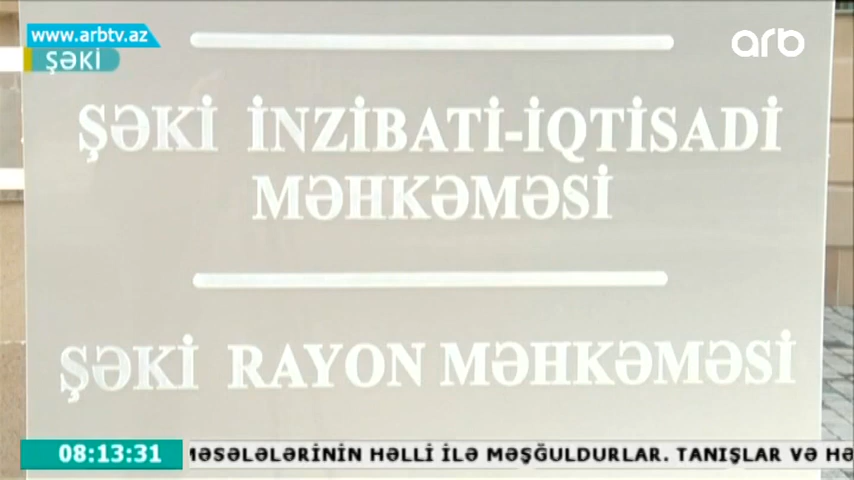 www.arbtv.az
arb
ŞƏKİ
ŞƏKİ İNZİBATİ-İQTİSADİ
MƏHKƏMƏSİ
ŞƏKİ RAYON MƏHKƏMƏSİ
08:13:31
MƏSƏLƏLƏRİNİN HƏLLİ İLƏ MƏŞĞULDURLAR. TANIŞLAR VƏ